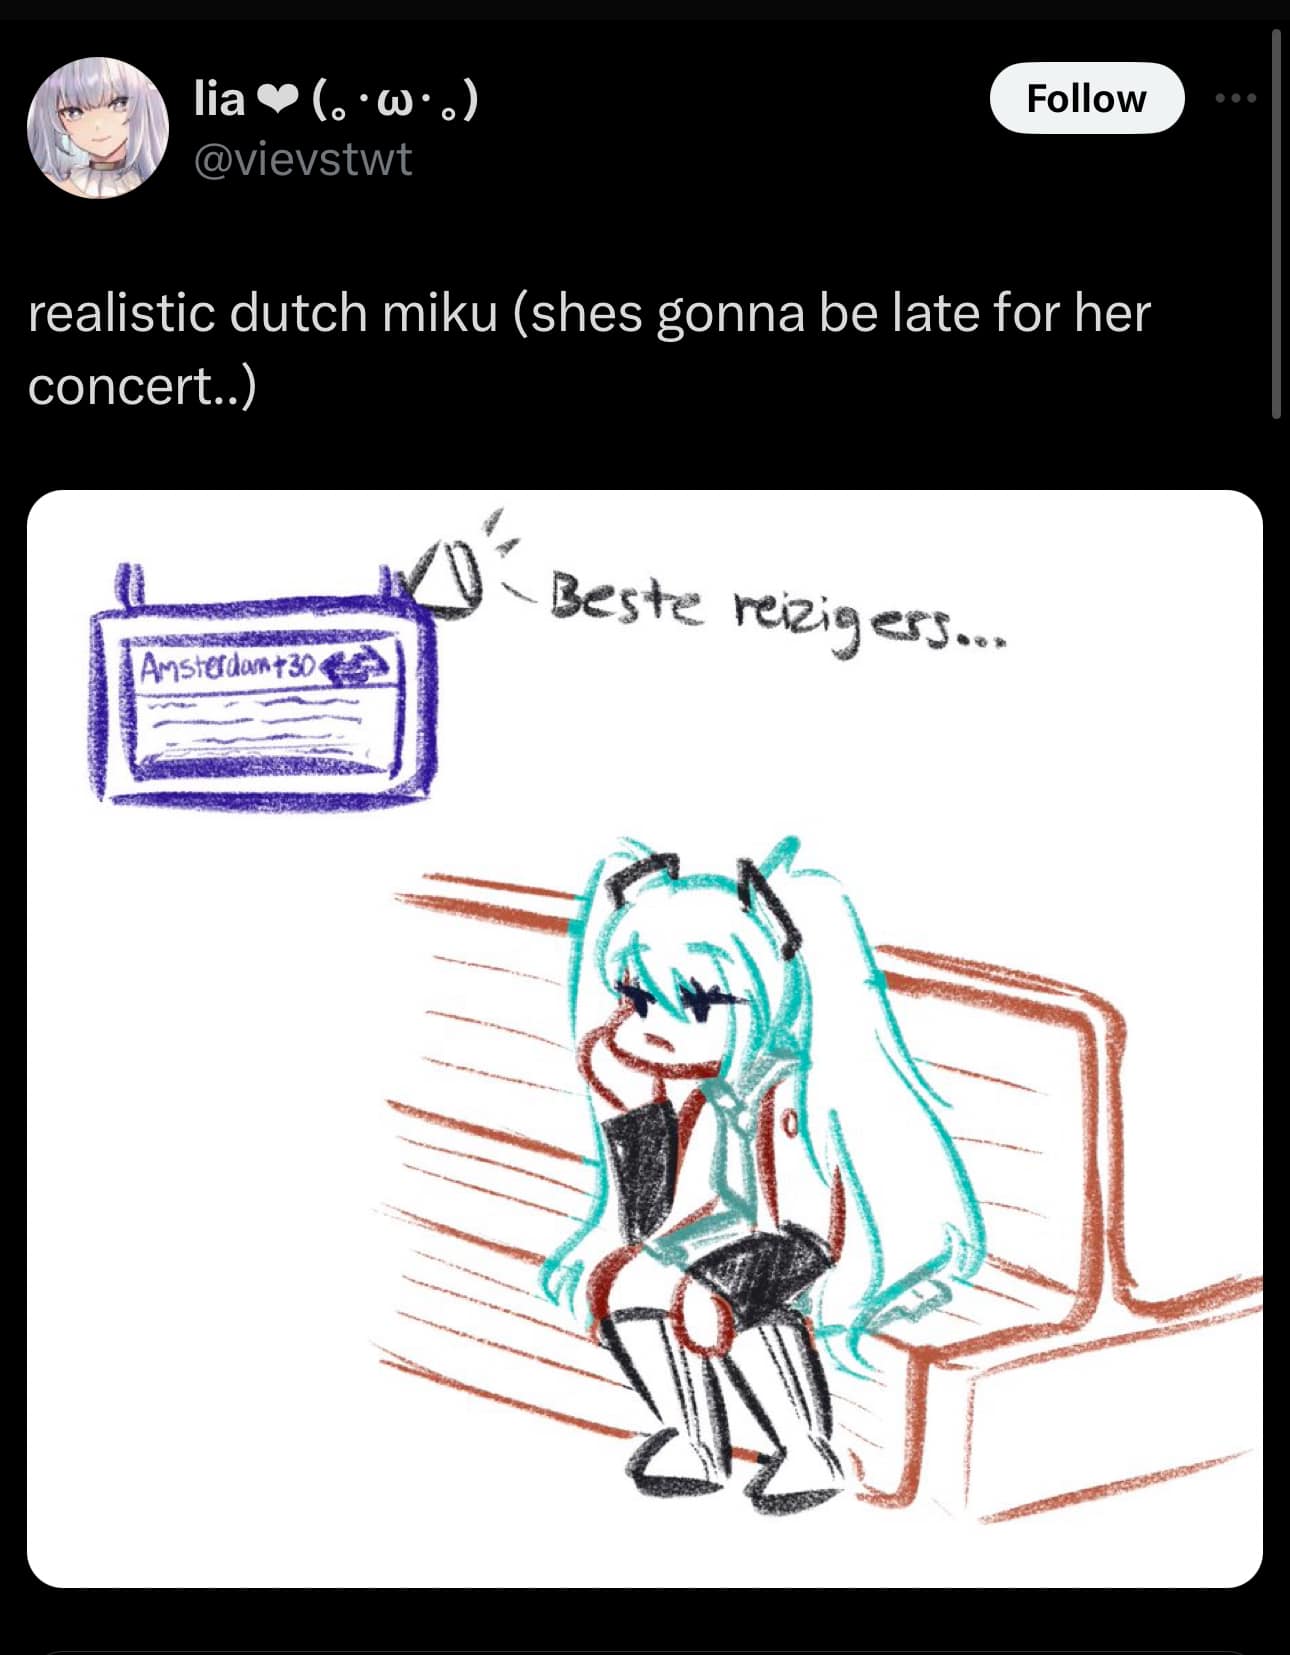 lia ❤ (｡･ω･｡)
@vievstwt
Follow
realistic dutch miku (shes gonna be late for her
concert..)
Beste reizigers...
Amsterdam+30